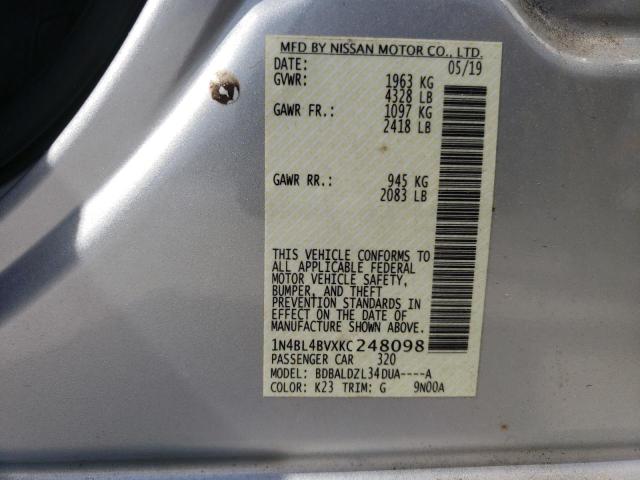 MFD BY NISSAN MOTOR CO., LTD.
DATE: 05/19
GVWR: 1963 KG
4328 LB
GAWR FR.: 1097 KG
2418 LB
GAWR RR.: 945 KG
2083 LB
THIS VEHICLE CONFORMS TO
ALL APPLICABLE FEDERAL
MOTOR VEHICLE SAFETY,
BUMPER, AND THEFT
PREVENTION STANDARDS IN
EFFECT ON THE DATE OF
MANUFACTURE SHOWN ABOVE.
1N4BL4BVXKC248098
PASSENGER CAR 320
MODEL: BDBALDZL34DUA----A
COLOR: K23 TRIM: G 9N00A